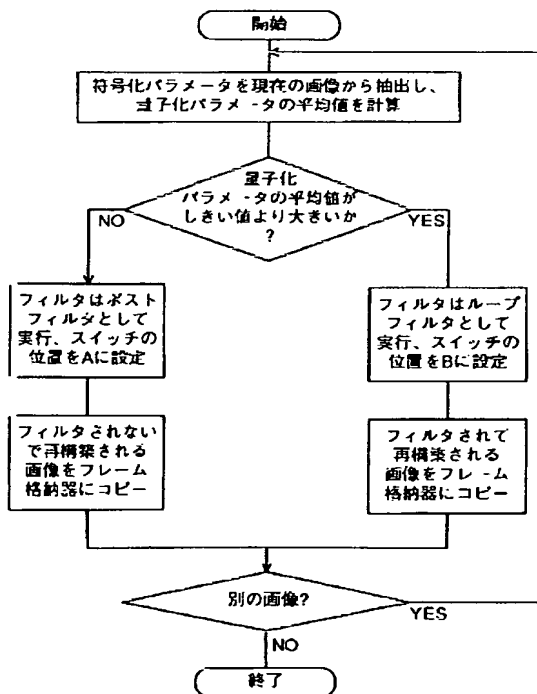 開始
符号化パラメータを現在の画像から抽出し、
量子化パラメ-タの平均値を計算
量子化
パラメ-タの平均値が
しきい値より大きいか
?
NO
YES
フィルタはポスト
フィルタとして
実行、スイッチの
位置をAに設定
フィルタはループ
フィルタとして
実行、スイッチの
位置をBに設定
フィルタされない
で再構築される
画像をフレーム
格納器にコピー
フィルタされて
再構築される
画像をフレ-ム
格納器にコピー
別の画像?
YES
NO
終了